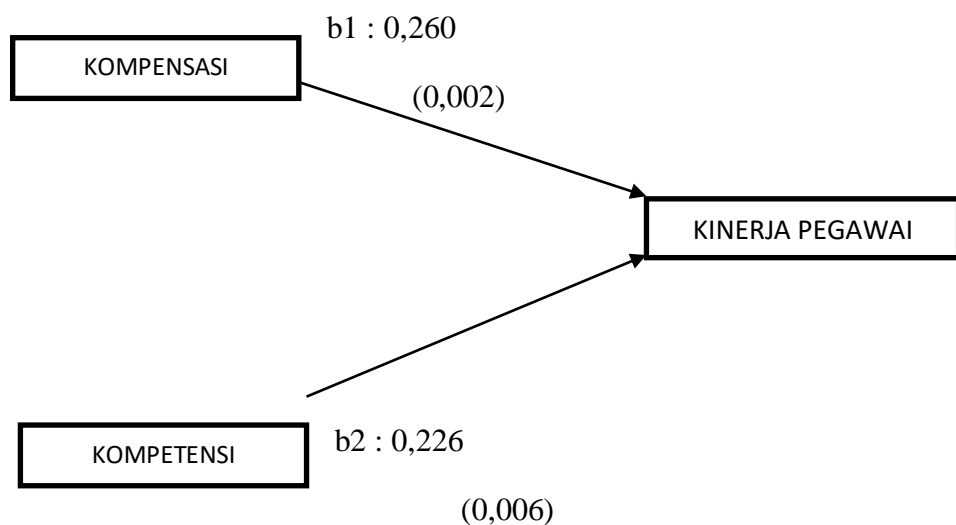 b1 : 0,260
KOMPENSASI
(0,002)
KINERJA PEGAWAI
b2 : 0,226
KOMPETENSI
(0,006)